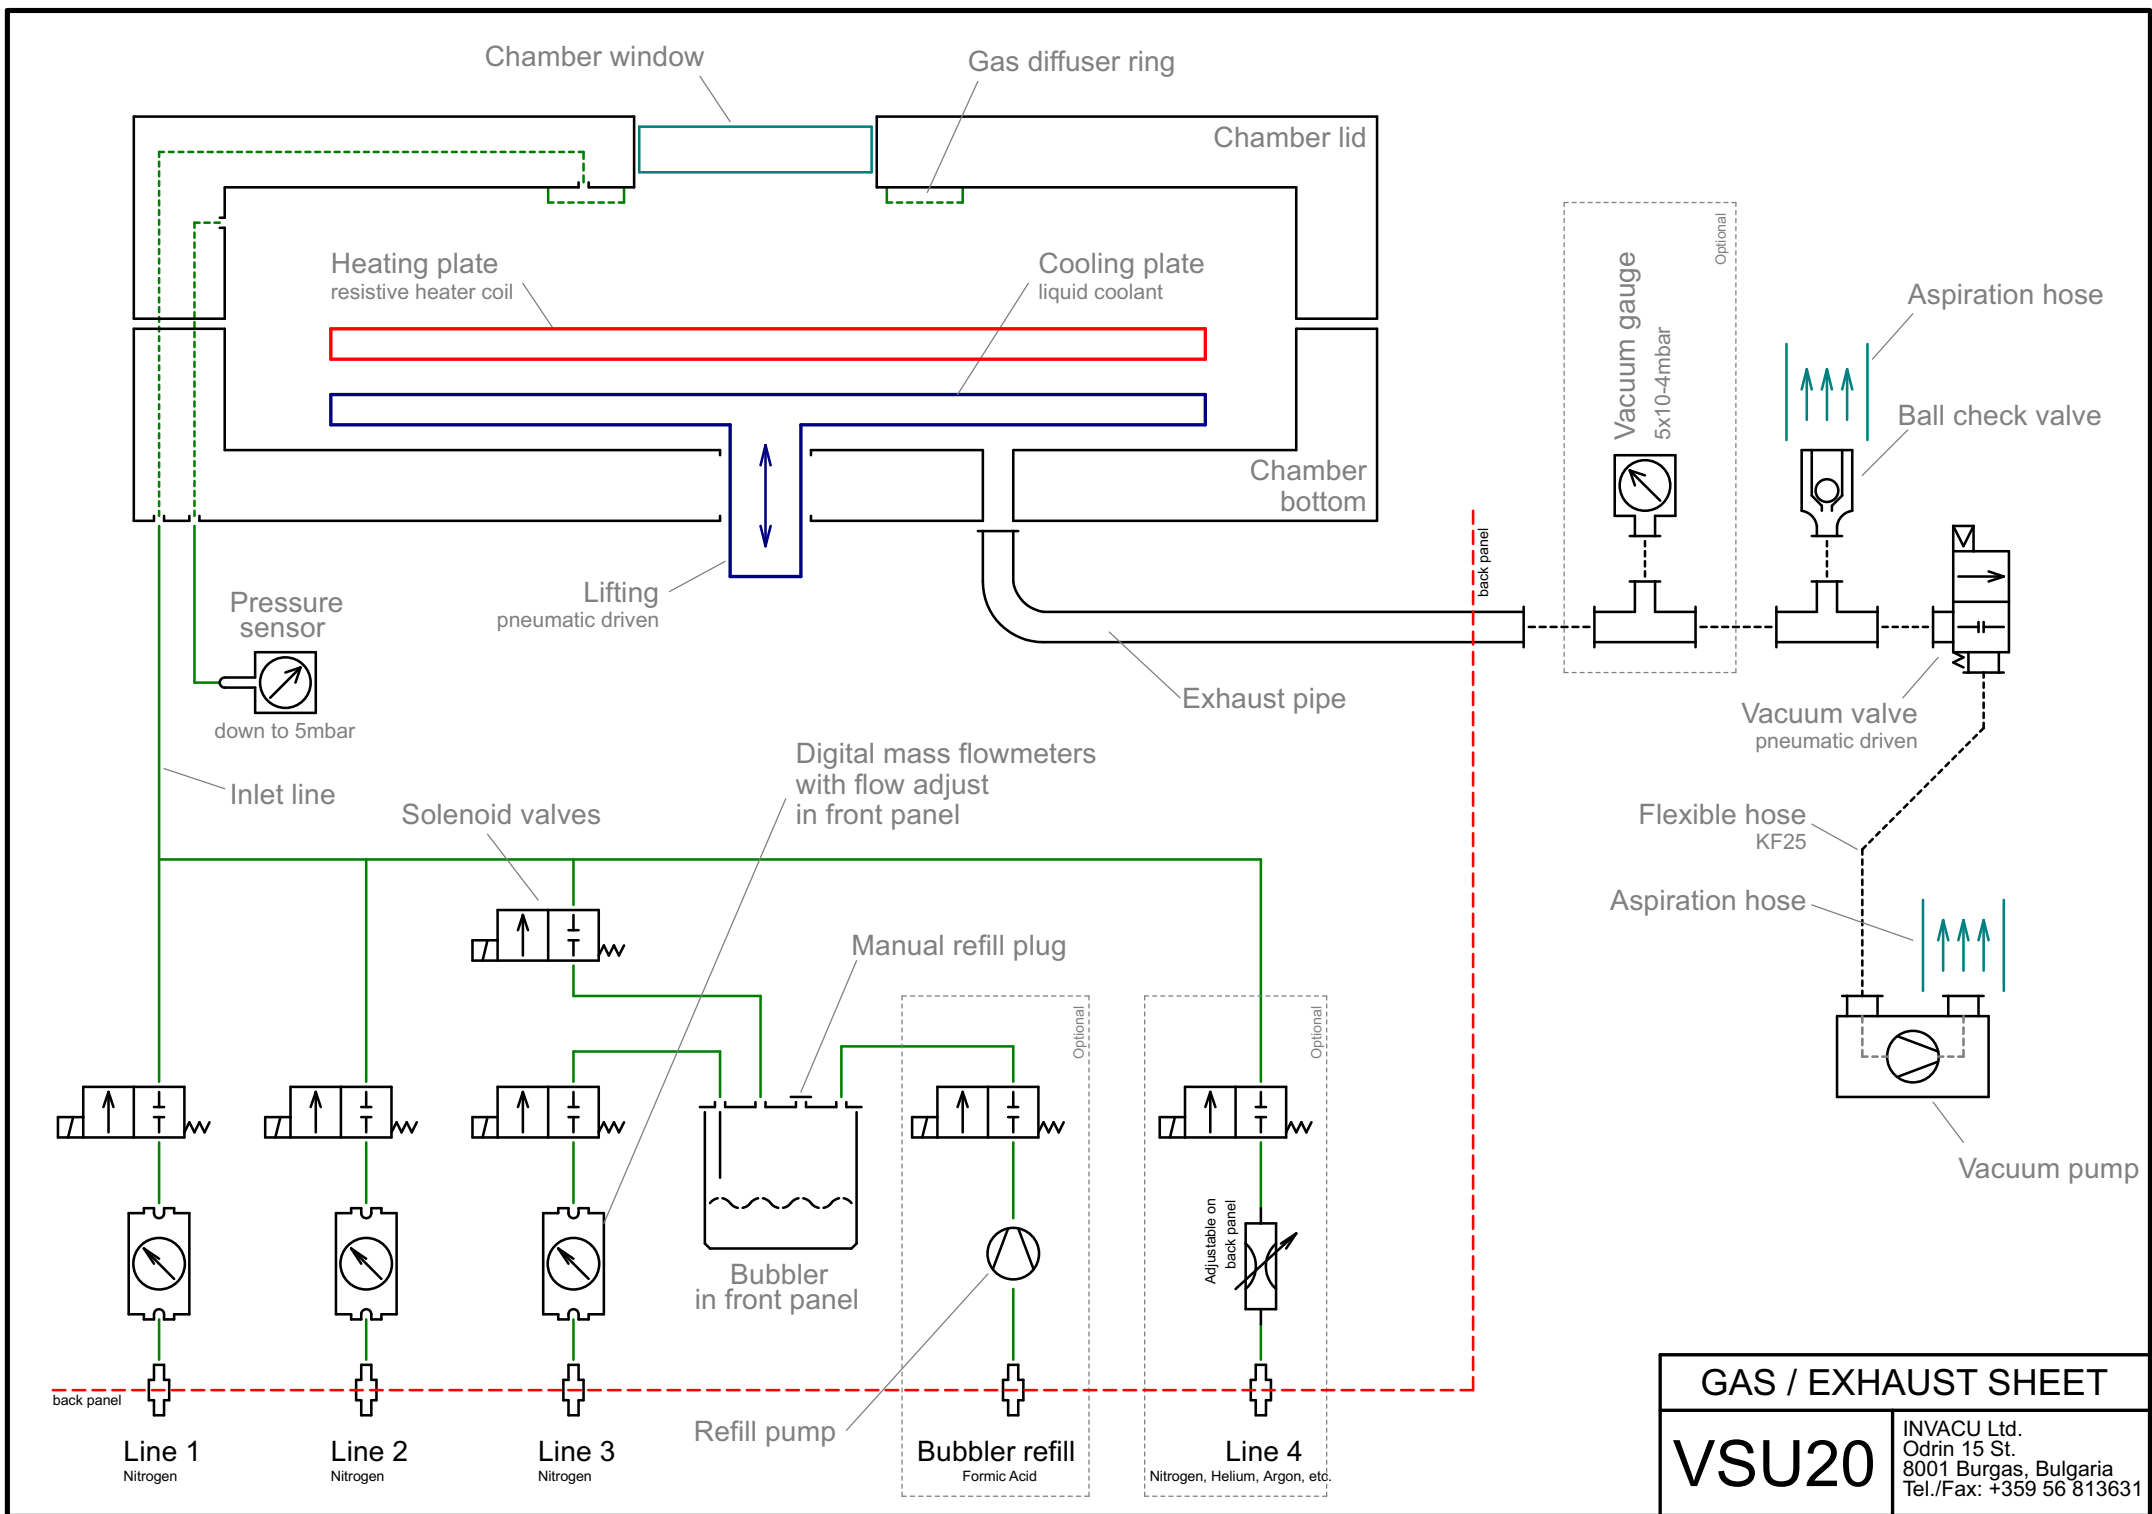 Chamber window
Gas diffuser ring
Chamber lid
Heating plate
resistive heater coil
Cooling plate
liquid coolant
Optional
Vacuum gauge
5x10-4mbar
Aspiration hose
Ball check valve
Chamber
bottom
back panel
Lifting
pneumatic driven
Pressure
sensor
down to 5mbar
Exhaust pipe
Vacuum valve
pneumatic driven
Digital mass flowmeters
with flow adjust
in front panel
Inlet line
Solenoid valves
Flexible hose
KF25
Aspiration hose
Manual refill plug
Optional
Optional
Vacuum pump
Adjustable on
back panel
Bubbler
in front panel
back panel
Refill pump
Line 1
Nitrogen
Line 2
Nitrogen
Line 3
Nitrogen
Bubbler refill
Formic Acid
Line 4
Nitrogen, Helium, Argon, etc.
GAS / EXHAUST SHEET
VSU20
INVACU Ltd.
Odrin 15 St.
8001 Burgas, Bulgaria
Tel./Fax: +359 56 813631